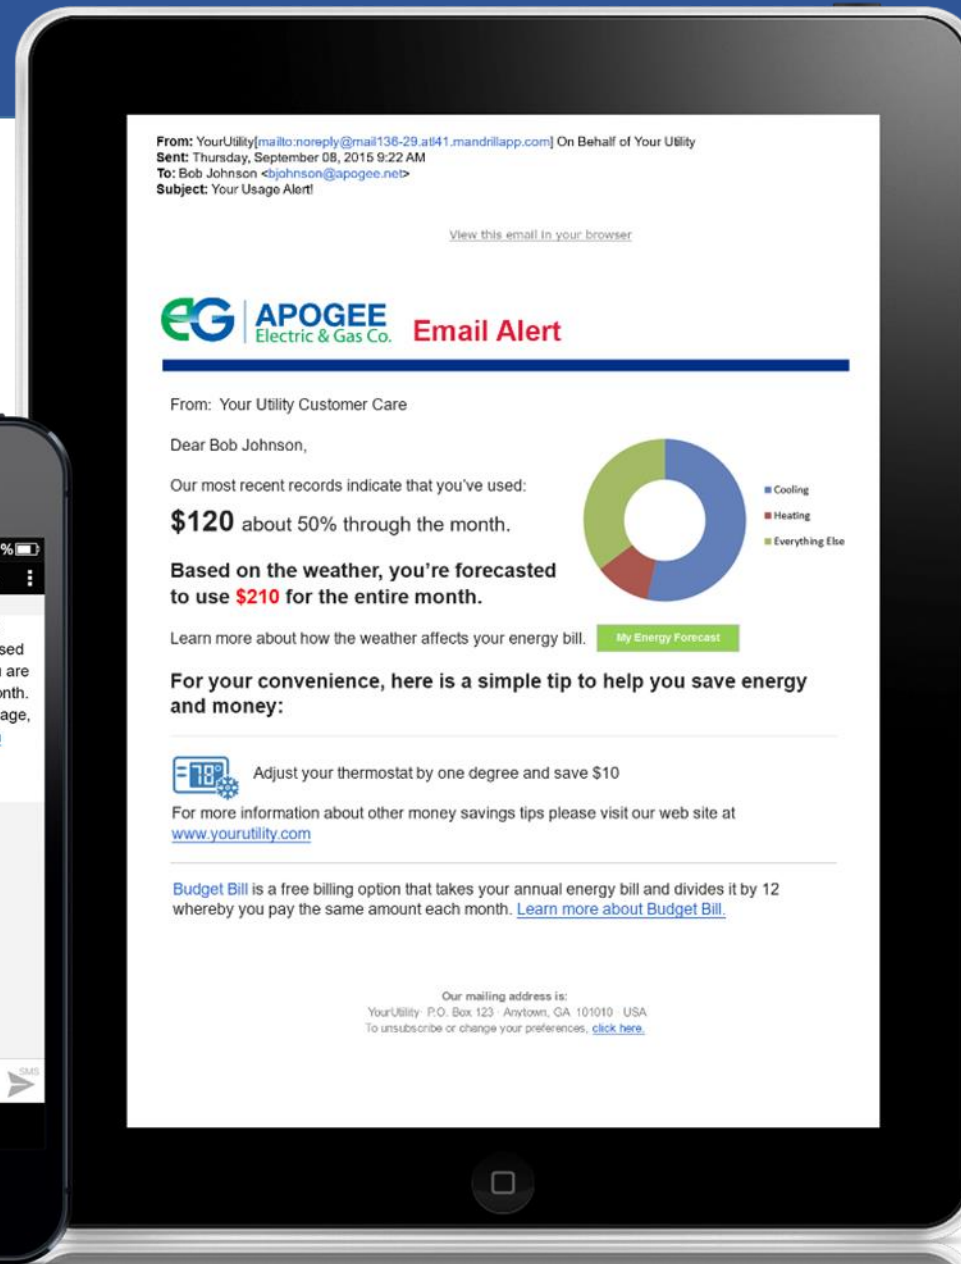 From: YourUtility[mailto:noreply@mail136-29.atl41.mandrillapp.com] On Behalf of Your Utility
Sent: Thursday, September 08, 2015 9:22 AM
To: Bob Johnson <bjohnson@apogee.net>
Subject: Your Usage Alert!
View this email in your browser
eG APOGEE
Electric & Gas Co.
Email Alert
From: Your Utility Customer Care
Dear Bob Johnson,
Our most recent records indicate that you've used:
$120 about 50% through the month.
Cooling
Heating
Everything Else
Based on the weather, you're forecasted
to use $210 for the entire month.
Learn more about how the weather affects your energy bill.
My Energy Forecast
For your convenience, here is a simple tip to help you save energy
and money:
78°
Adjust your thermostat by one degree and save $10
For more information about other money savings tips please visit our web site at
www.yourutility.com
Budget Bill is a free billing option that takes your annual energy bill and divides it by 12
whereby you pay the same amount each month. Learn more about Budget Bill.
Our mailing address is:
YourUtility· P.O. Box 123 · Anytown, GA 101010 · USA
To unsubscribe or change your preferences, click here.
%
are
SMS